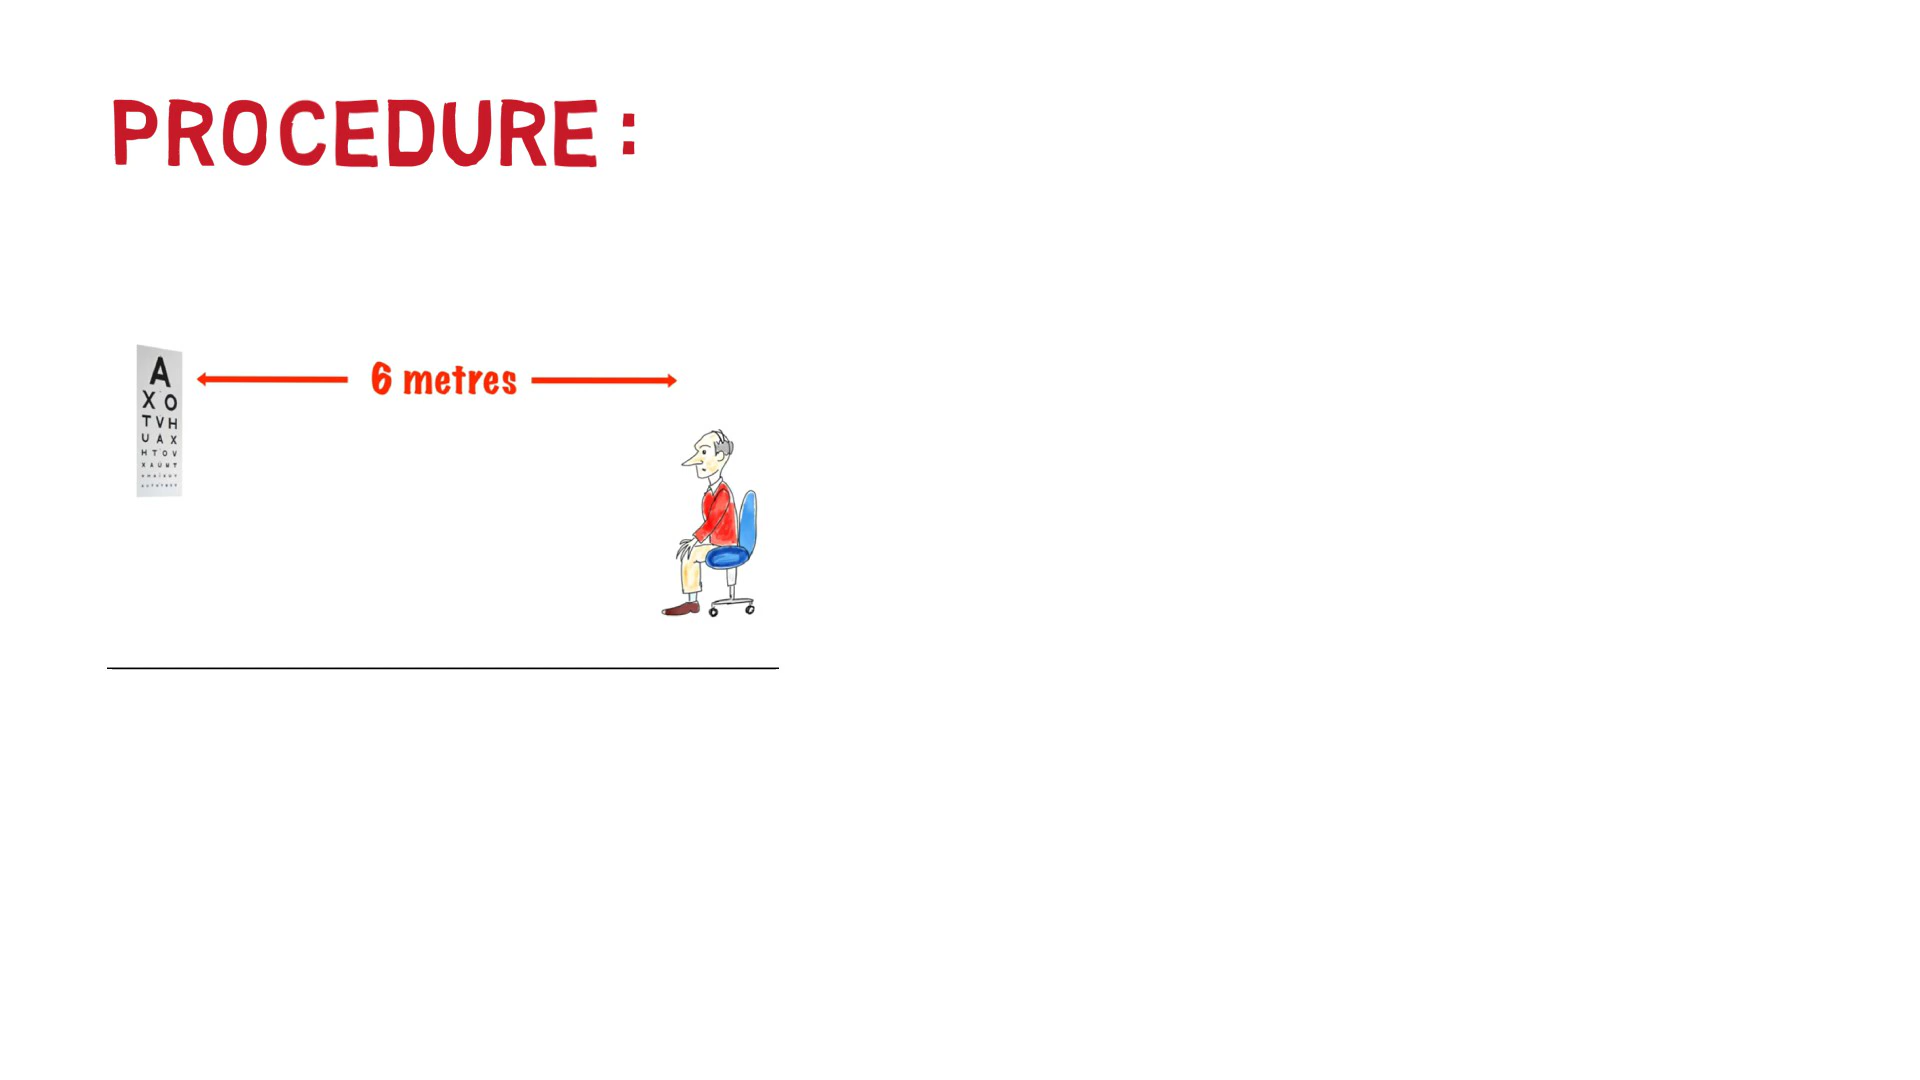 PROCEDURE :
6 metres
A
X O
T V H
U A X
H T O V